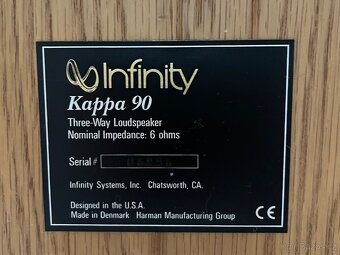 Infinity
Kappa 90
Three-Way Loudspeaker
Nominal Impedance: 6 ohms
Serial #
Infinity Systems, Inc. Chatsworth, CA.
Designed in the U.S.A.
Made in Denmark Harman Manufacturing Group
CE